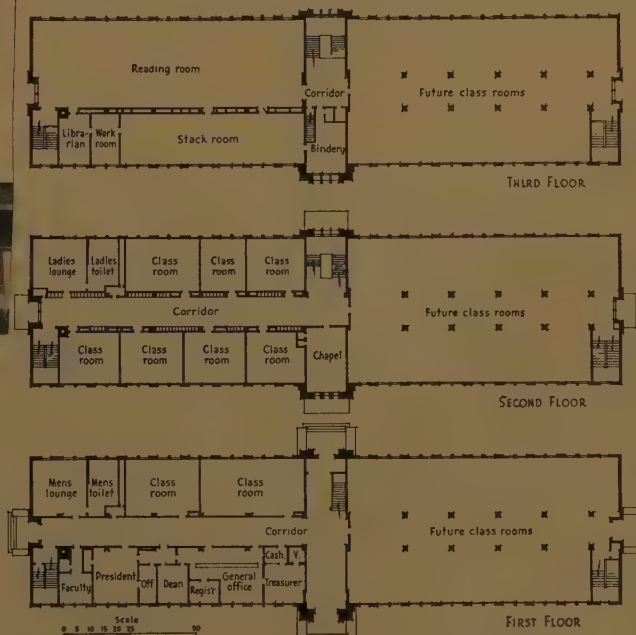 Reading room
Corridor
Future class rooms
Libra-
rian
Work
room
Stack room
Bindery
THIRD FLOOR
Ladies
lounge
Ladies
toilet
Class
room
Class
room
Class
room
Corridor
Future class rooms
Class
room
Class
room
Class
room
Class
room
Chapel
SECOND FLOOR
Mens
lounge
Mens
toilet
Class
room
Class
room
Corridor
Future class rooms
Faculty
President
Off
Dean
Regis'r
General
office
Cash.
V.
Treasurer
FIRST FLOOR
Scale
0 5 10 15 20 25 50